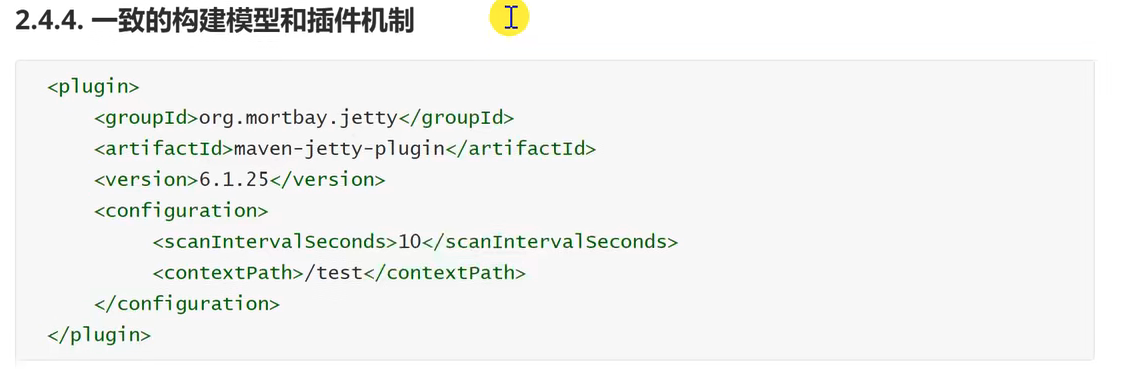 2.4.4. 一致的构建模型和插件机制
<plugin>
<groupId>org.mortbay.jetty</groupId>
<artifactId>maven-jetty-plugin</artifactId>
<version>6.1.25</version>
<configuration>
<scanIntervalSeconds>10</scanIntervalSeconds>
<contextPath>/test</contextPath>
</configuration>
</plugin>